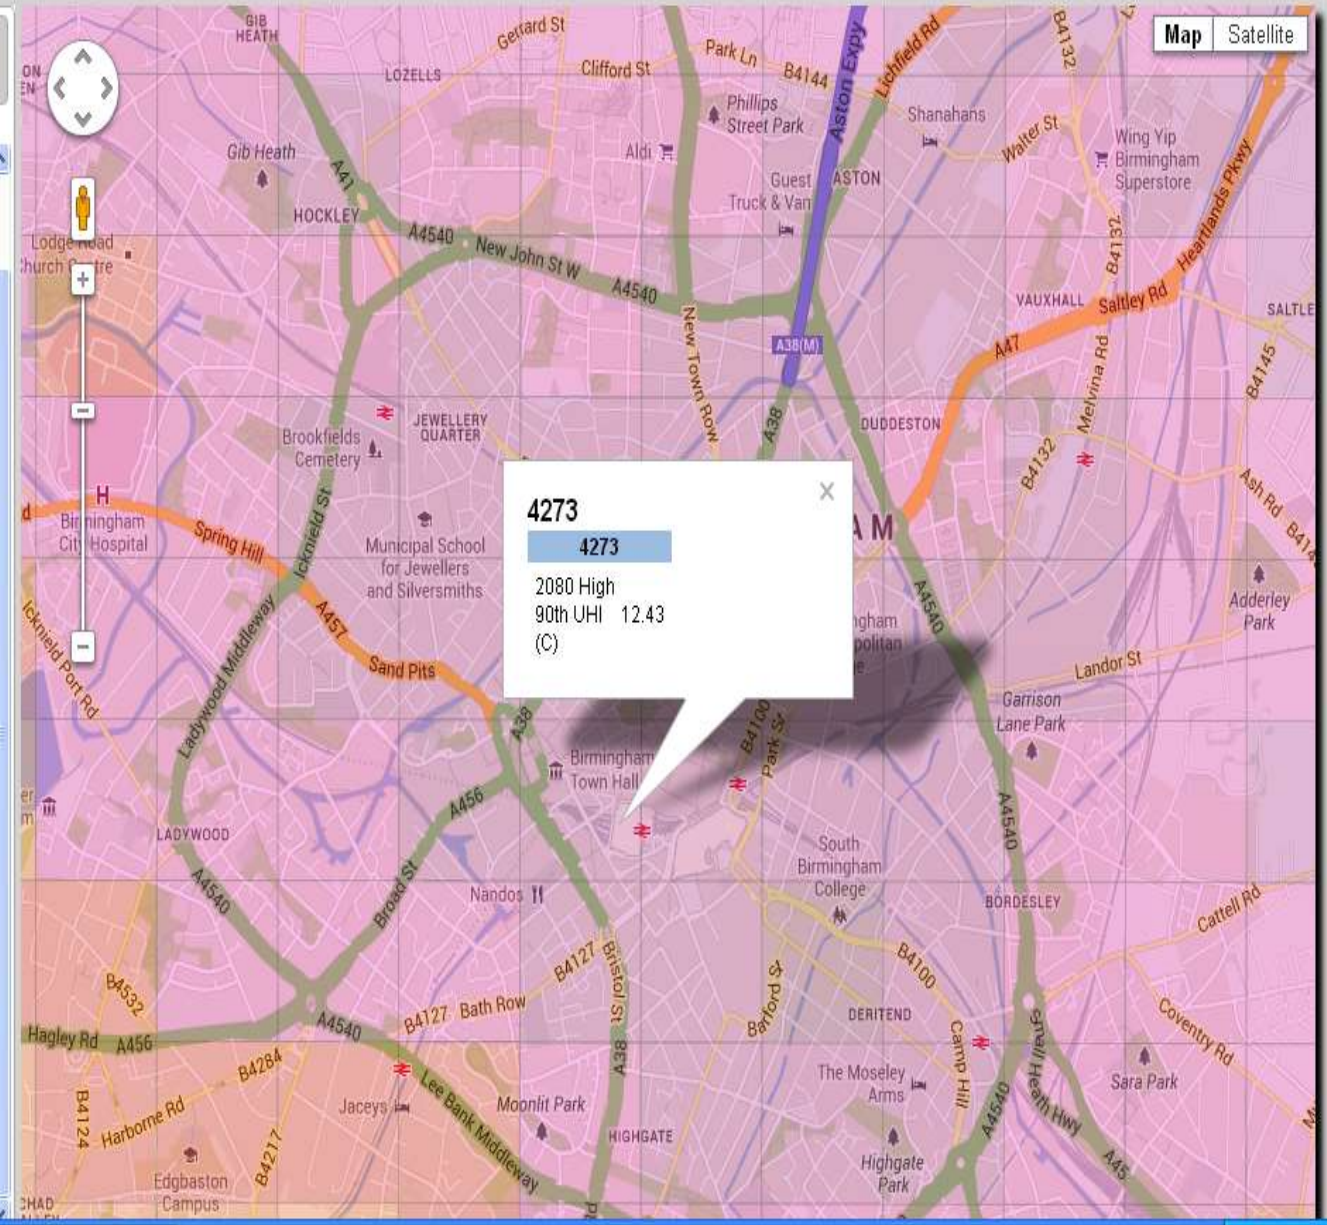 GIB
HEATH
Gerrard St
Park Ln
B4144
Aston Expy
Lichfield Rd
B4132
Map
Satellite
LOZELLS
Clifford St
Phillips
Street Park
Shanahans
Walter St
Wing Yip
Birmingham
Superstore
Heartlands Pkwy
Gib Heath
A41
Aldi
Guest
Truck & Van
ASTON
HOCKLEY
A4540
New John St W
A4540
B4132
Lodge Road
Church Centre
VAUXHALL
Saltley Rd
SALTLE
New Town Row
A38(M)
A47
Melvina Rd
B4145
JEWELLERY
QUARTER
Brookfields
Cemetery
A38
DUDDESTON
B4132
Ash Rd
B414
H
Birmingham
City Hospital
Spring Hill
Icknield St
Municipal School
for Jewellers
and Silversmiths
4273
4273
2080 High
90th UHI 12.43
(C)
×
AM
ngham
politan
e
A4540
Adderley
Park
Icknield Port Rd
Ladywood Middleway
A457
Sand Pits
Landor St
Garrison
Lane Park
A38
B4100
Park St
Birmingham
Town Hall
A456
A4540
LADYWOOD
South
Birmingham
College
A4540
Broad St
Nandos
BORDESLEY
Cattell Rd
B4532
B4127
Bristol St
B4100
Barford St
Hagley Rd
A456
A4540
B4127
Bath Row
DERITEND
Camp Hill
Small Heath Hwy
Coventry Rd
B4284
A38
The Moseley
Arms
Sara Park
B4124
Harborne Rd
Jaceys
Lee Bank Middleway
Moonlit Park
A4540
HIGHGATE
B4217
Edgbaston
Campus
Highgate
Park
A45
CHAD